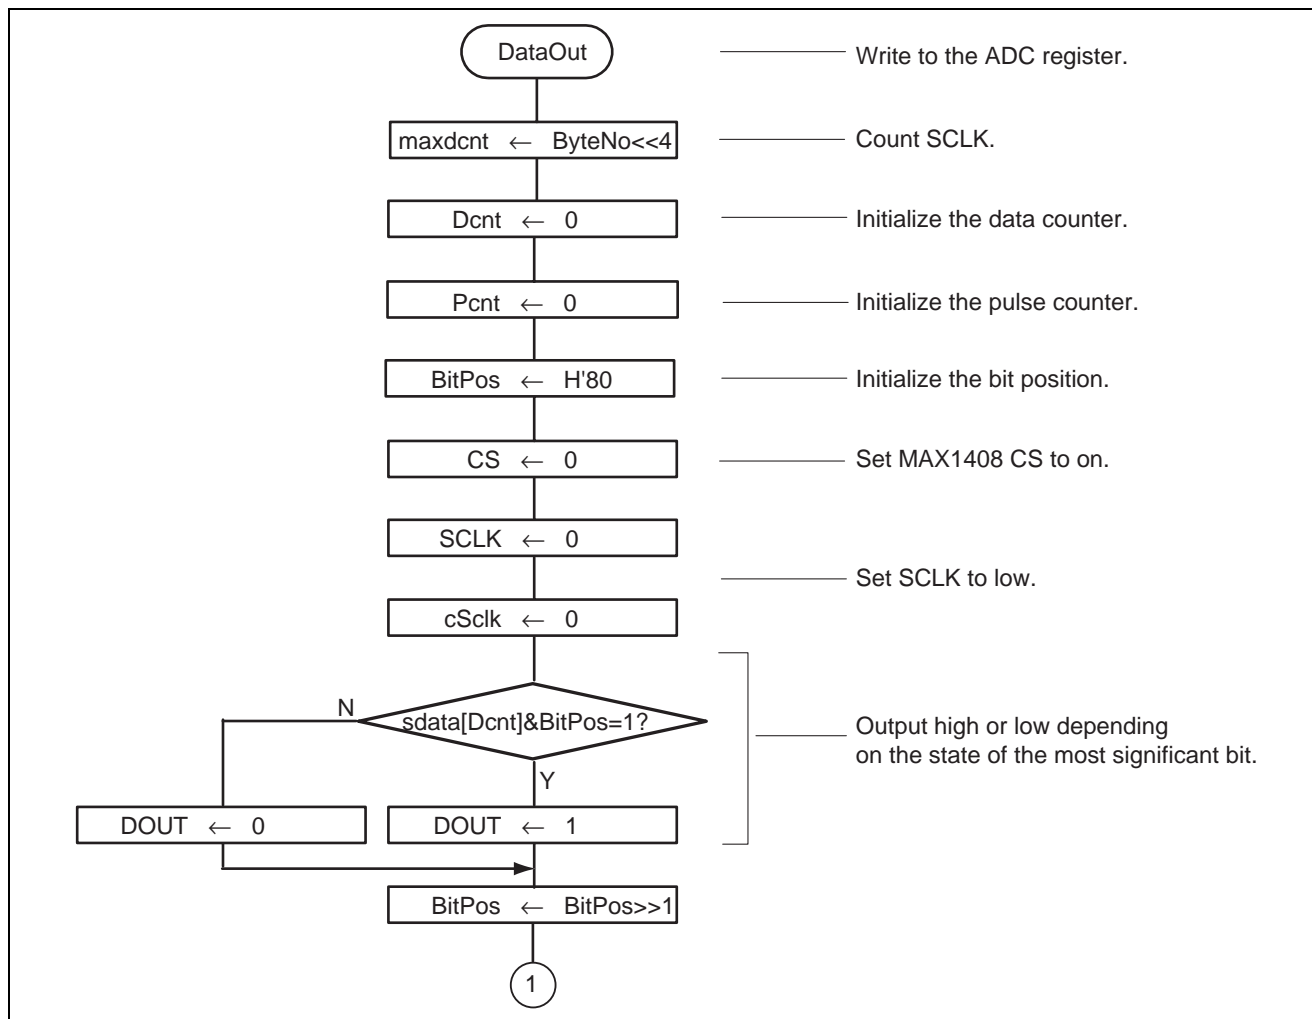 DataOut
Write to the ADC register.
maxdcnt ← ByteNo<<4
Count SCLK.
Dcnt ← 0
Initialize the data counter.
Pcnt ← 0
Initialize the pulse counter.
BitPos ← H'80
Initialize the bit position.
CS ← 0
Set MAX1408 CS to on.
SCLK ← 0
Set SCLK to low.
cSclk ← 0
N
sdata[Dcnt]&BitPos=1?
Output high or low depending
on the state of the most significant bit.
Y
DOUT ← 0
DOUT ← 1
BitPos ← BitPos>>1
1